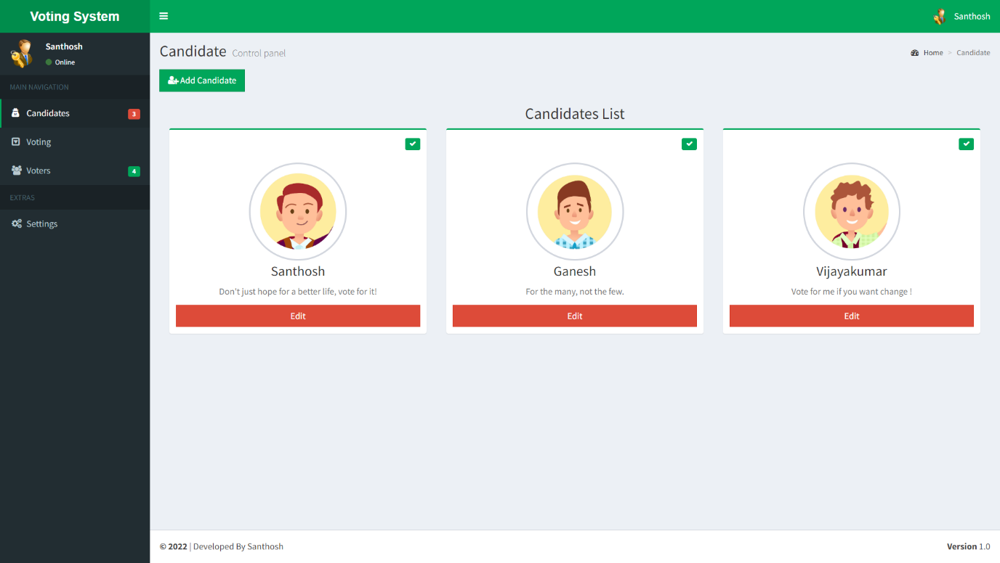 Voting System
Santhosh
Santhosh
Online
MAIN NAVIGATION
Candidates 3
Voting
Voters 4
EXTRAS
Settings
Candidate Control panel
Home > Candidate
Add Candidate
Candidates List
Santhosh
Don't just hope for a better life, vote for it!
Edit
Ganesh
For the many, not the few.
Edit
Vijayakumar
Vote for me if you want change !
Edit
© 2022 | Developed By Santhosh
Version 1.0